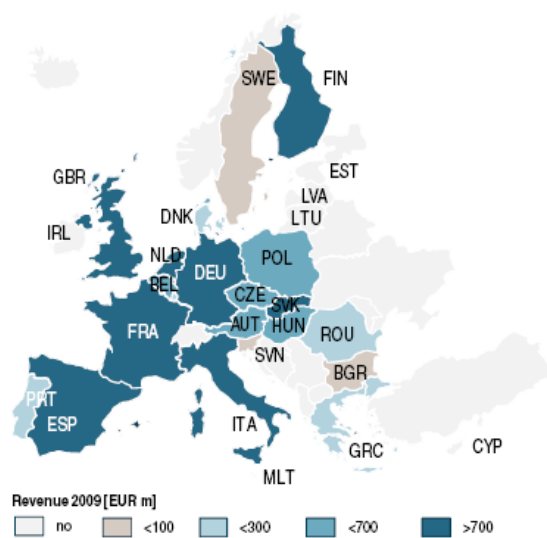 SWE
FIN
GBR
EST
LVA
DNK
LTU
IRL
NLD
POL
DEU
BEL
CZE
SVK
FRA
AUT
HUN
ROU
SVN
BGR
PRT
ESP
ITA
GRC
CYP
MLT
Revenue 2009 [EUR m]
no <100 <300 <700 >700